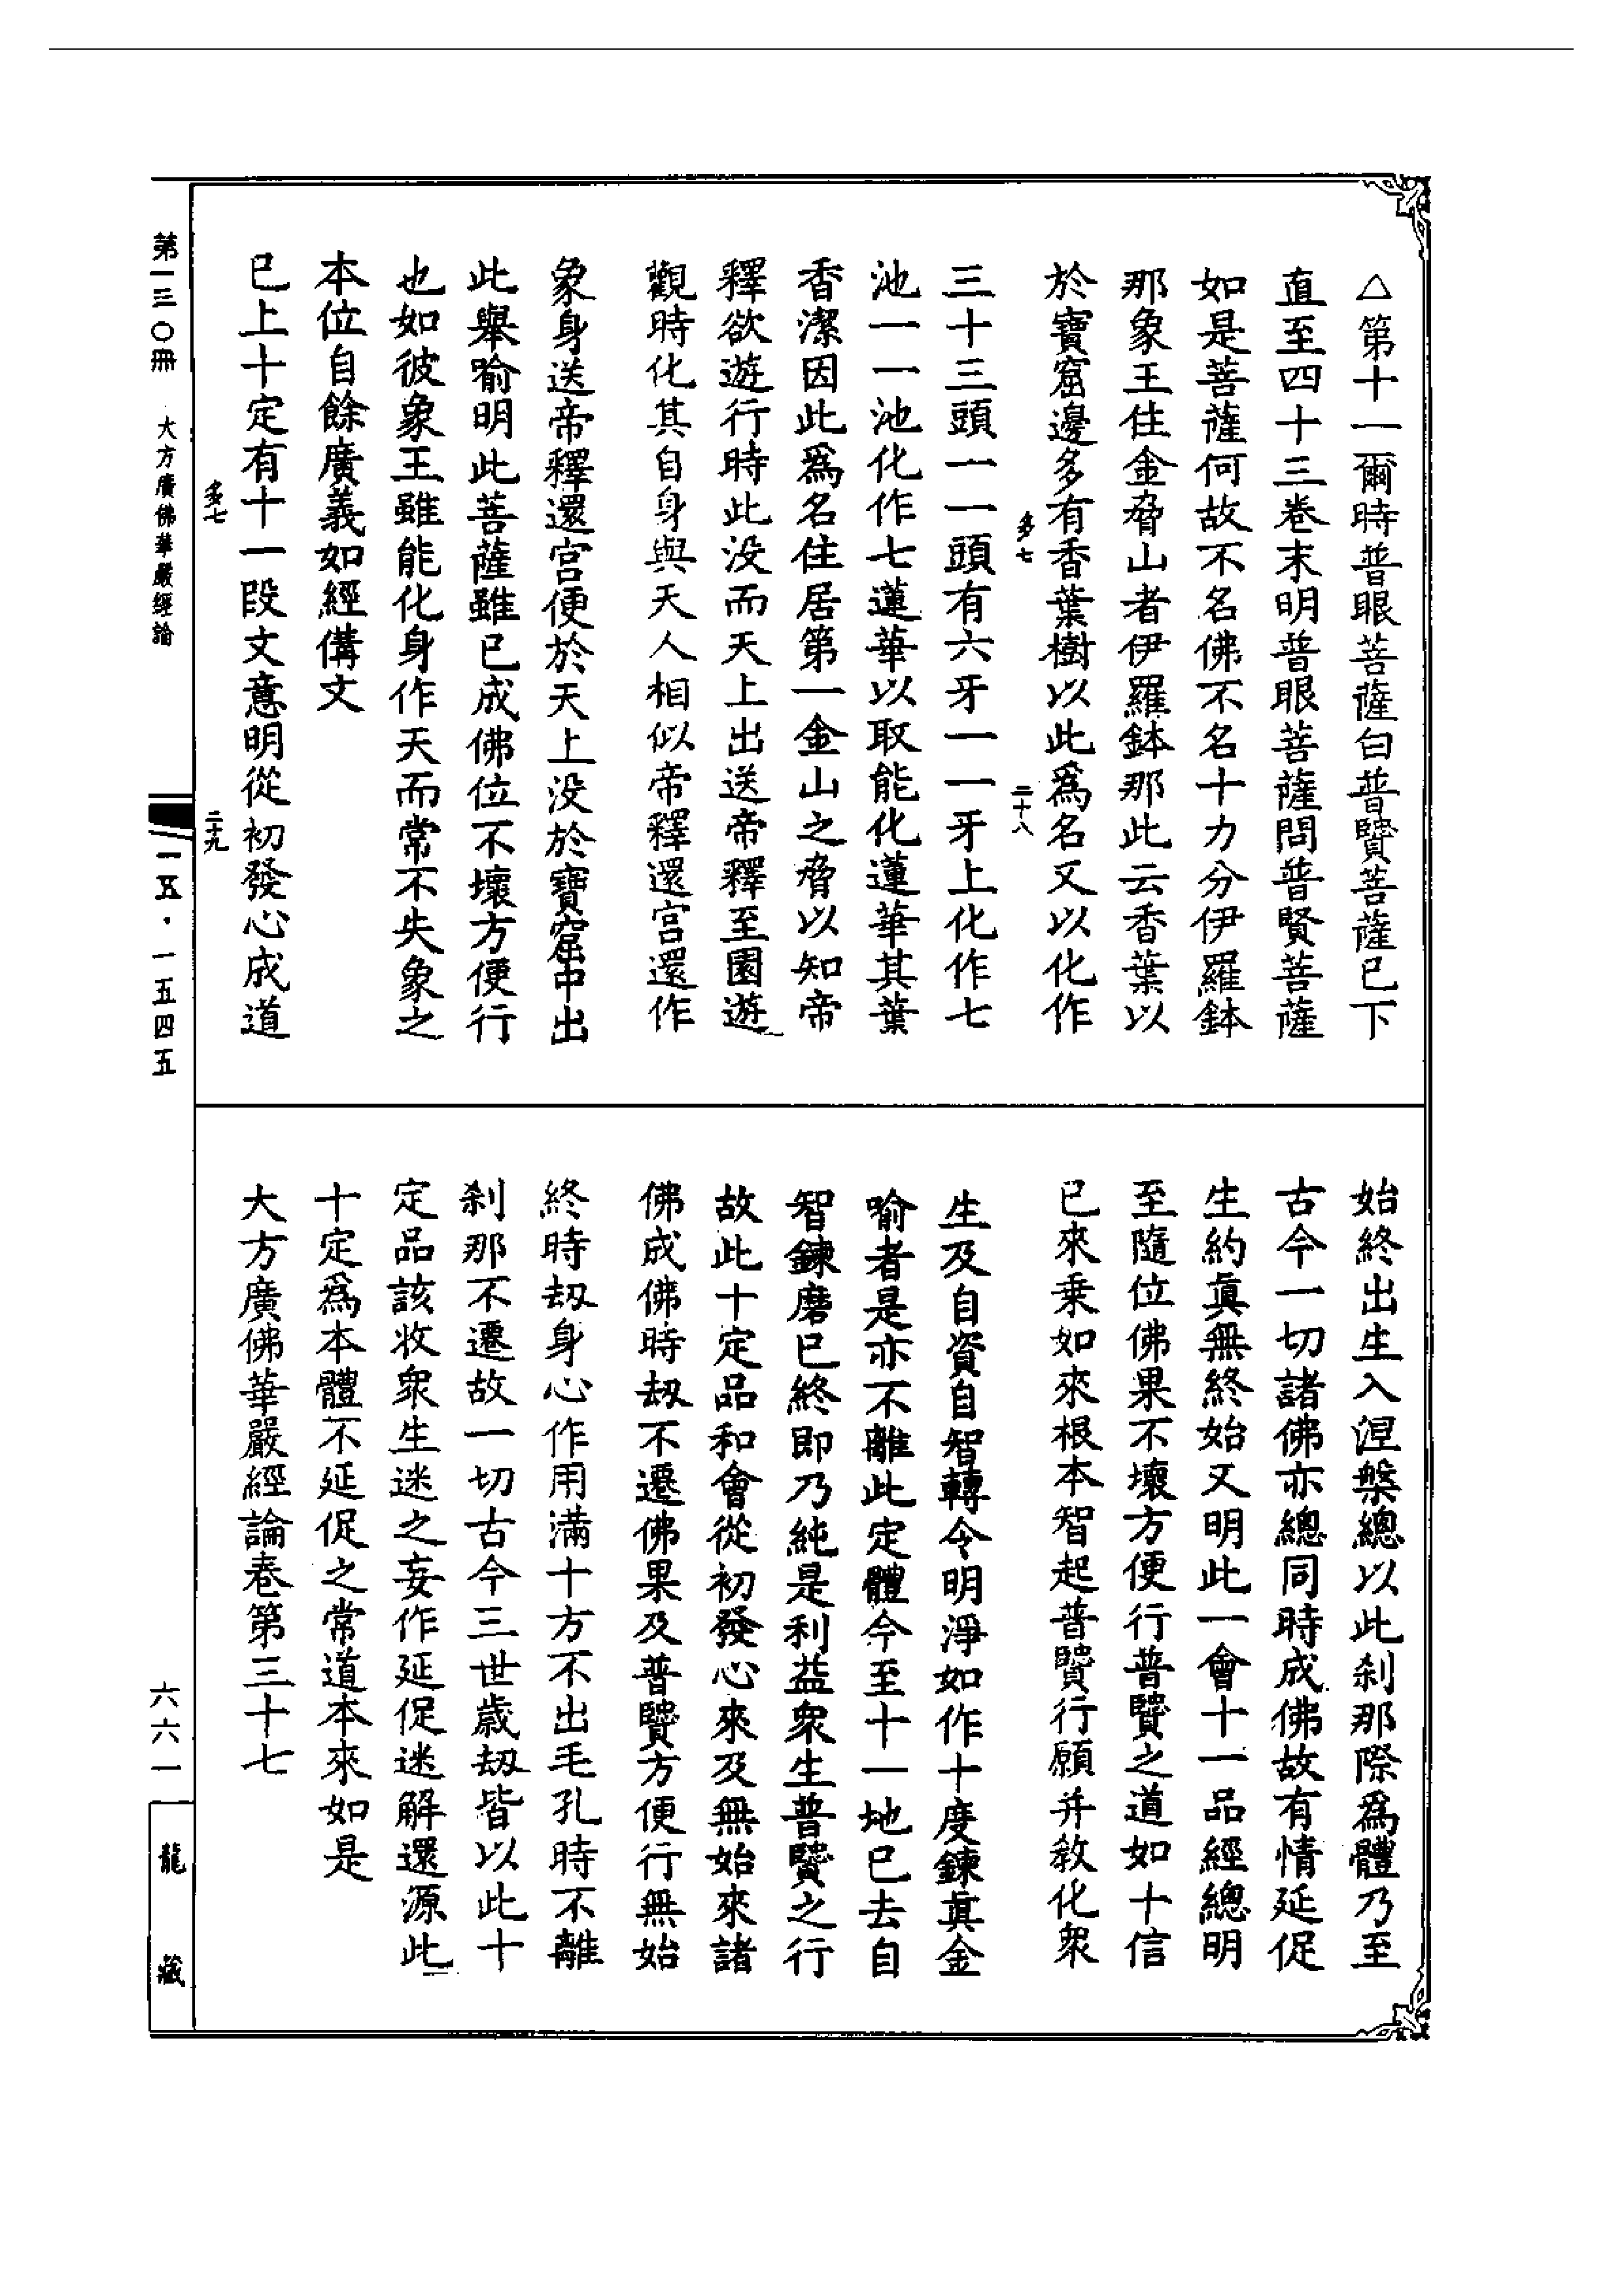 △第十一爾時普眼菩薩白普賢菩薩已下
直至四十三卷末明普眼菩薩問普賢菩薩
如是菩薩何故不名佛不名十力分伊羅鉢
那象王住金脅山者伊羅鉢那此云香葉以
於寶窟邊多有香葉樹以此爲名又以化作
多七
二十八
三十三頭一一頭有六牙一一牙上化作七
池一一池化作七蓮華以取能化蓮華其葉
香潔因此爲名住居第一金山之脅以知帝
釋欲遊行時此没而天上出送帝釋至園遊
觀時化其自身與天人相似帝釋還宫還作
象身送帝釋還宫便於天上没於寶窟中出
此舉喻明此菩薩雖已成佛位不壞方便行
也如彼象王雖能化身作天而常不失象之
本位自餘廣義如經備文
已上十定有十一段文意明從初發心成道
多七
二十九
始終出生入涅槃總以此刹那際爲體乃至
古今一切諸佛亦總同時成佛故有情延促
生約眞無終始又明此一會十一品經總明
至隨位佛果不壞方便行普賢之道如十信
已來乗如來根本智起普賢行願并教化衆
生及自資自智轉令明淨如作十度鍊眞金
喻者是亦不離此定體今至十一地已去自
智鍊磨已終即乃純是利益衆生普賢之行
故此十定品和會從初發心來及無始來諸
佛成佛時刼不遷佛果及普賢方便行無始
終時刼身心作用滿十方不出毛孔時不離
刹那不遷故一切古今三世歲刼皆以此十
定品該收衆生迷之妄作延促迷解還源此
十定爲本體不延促之常道本來如是
大方廣佛華嚴經論卷第三十七
第一三〇冊 大方廣佛華嚴經論
一五·一五四五
六六一
龍藏